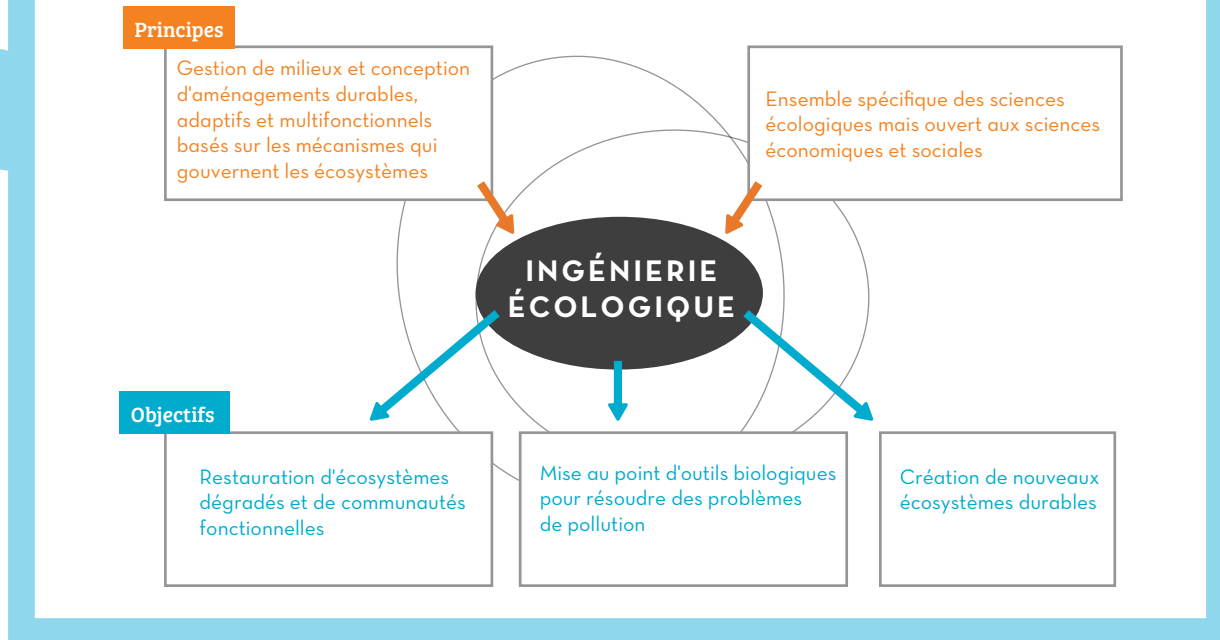 Principes
Gestion de milieux et conception
d'aménagements durables,
adaptifs et multifonctionnels
basés sur les mécanismes qui
gouvernent les écosystèmes
Ensemble spécifique des sciences
écologiques mais ouvert aux sciences
économiques et sociales
INGÉNIERIE
ÉCOLOGIQUE
Objectifs
Restauration d'écosystèmes
dégradés et de communautés
fonctionnelles
Mise au point d'outils biologiques
pour résoudre des problèmes
de pollution
Création de nouveaux
écosystèmes durables